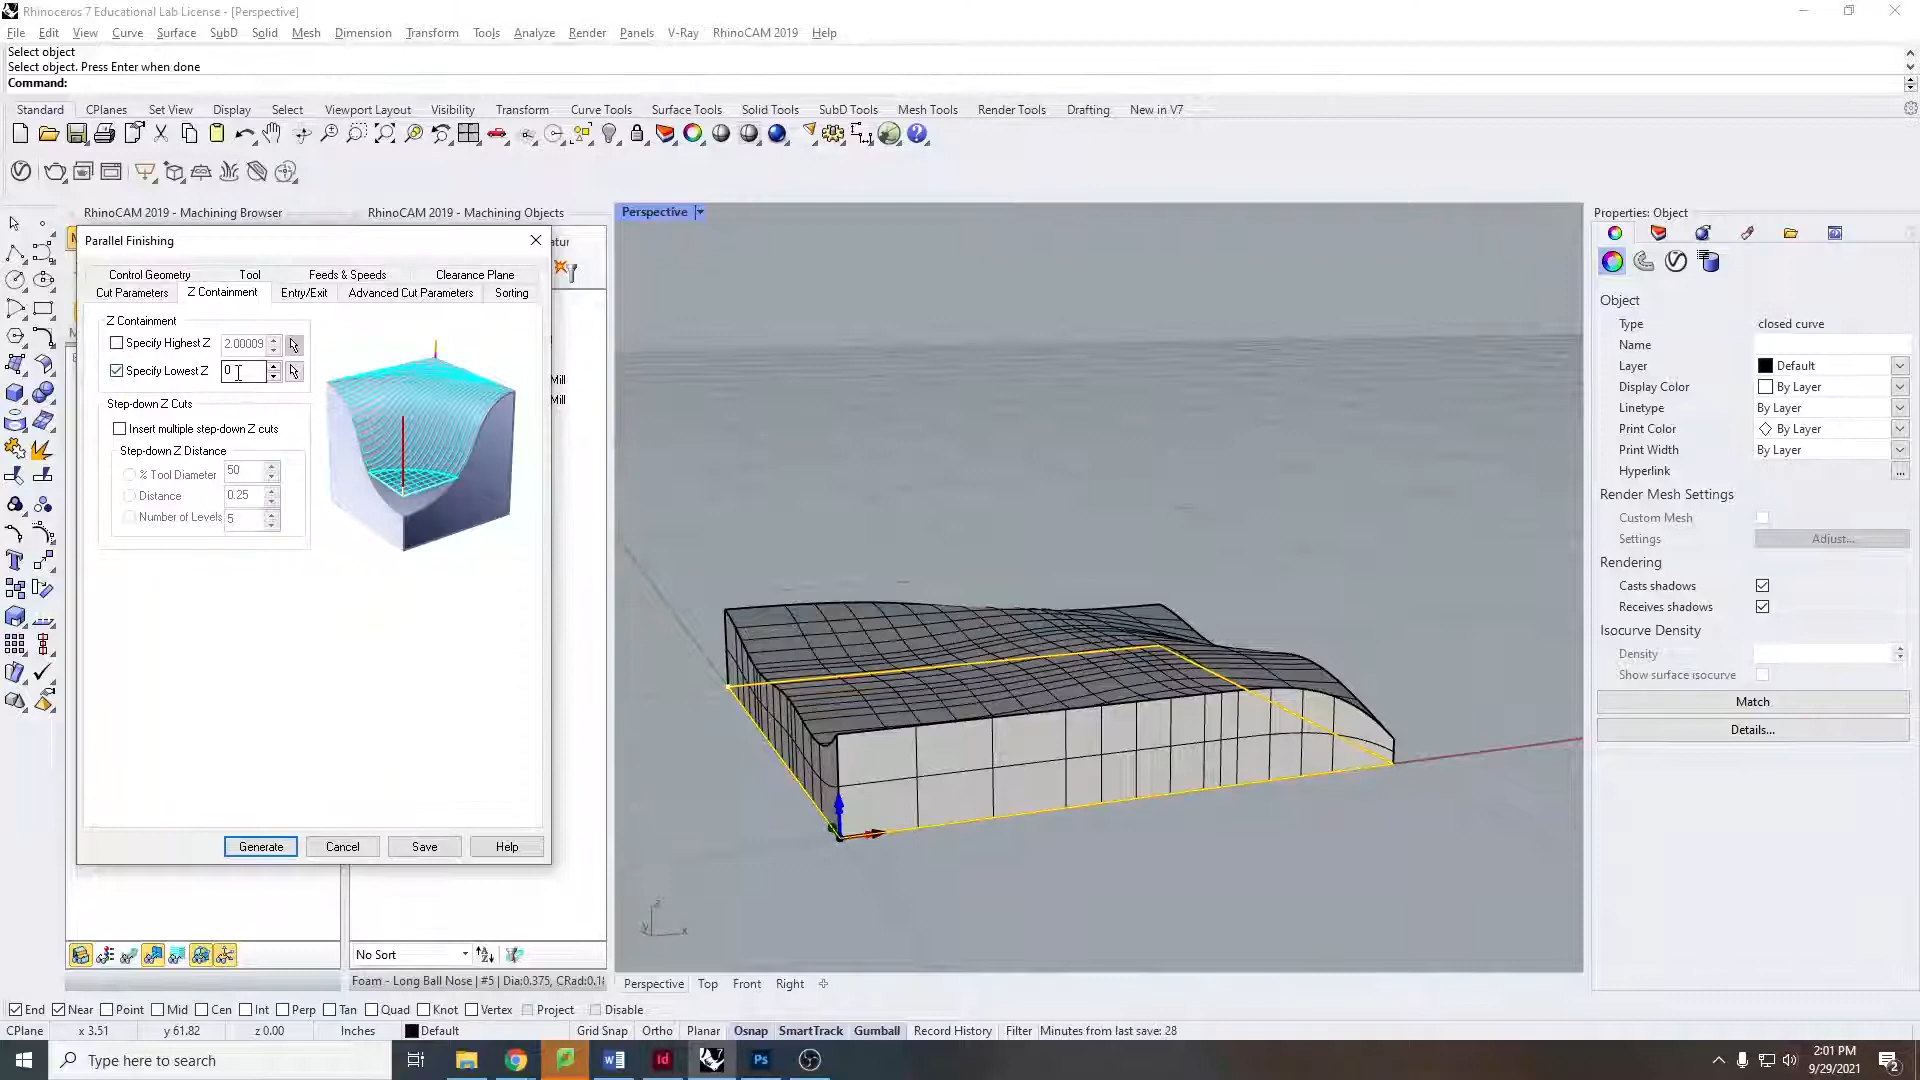 Rhinoceros 7 Educational Lab License - [Perspective]
File Edit View Curve Surface SubD Solid Mesh Dimension Transform Tools Analyze Render Panels V-Ray RhinoCAM 2019 Help
Select object
Select object. Press Enter when done
Command:
Standard CPlanes Set View Display Select Viewport Layout Visibility Transform Curve Tools Surface Tools Solid Tools SubD Tools Mesh Tools Render Tools Drafting New in V7
RhinoCAM 2019 - Machining Browser
RhinoCAM 2019 - Machining Objects
Perspective
Properties: Object
Parallel Finishing
Control Geometry Tool Feeds & Speeds Clearance Plane
Cut Parameters Z Containment Entry/Exit Advanced Cut Parameters Sorting
Z Containment
Specify Highest Z 2.00009
Specify Lowest Z 0
Step-down Z Cuts
Insert multiple step-down Z cuts
Step-down Z Distance
% Tool Diameter 50
Distance 0.25
Number of Levels 5
Generate Cancel Save Help
Mill
Mill
Object
Type closed curve
Name
Layer Default
Display Color By Layer
Linetype By Layer
Print Color By Layer
Print Width By Layer
Hyperlink ...
Render Mesh Settings
Custom Mesh
Settings Adjust...
Rendering
Casts shadows
Receives shadows
Isocurve Density
Density
Show surface isocurve
Match
Details...
z
y x
No Sort
Foam - Long Ball Nose | #5 | Dia:0.375, CRad:0.1
Perspective Top Front Right
End Near Point Mid Cen Int Perp Tan Quad Knot Vertex Project Disable
CPlane x 3.51 y 61.82 z 0.00 Inches Default Grid Snap Ortho Planar Osnap SmartTrack Gumball Record History Filter Minutes from last save: 28
Type here to search
2:01 PM
9/29/2021
2